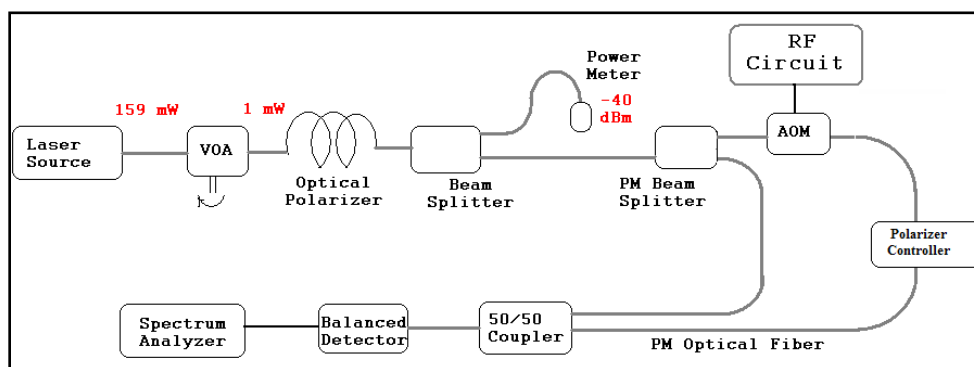 159 mW
1 mW
Laser
Source
VOA
Optical
Polarizer
Beam
Splitter
Power
Meter
-40
dBm
PM Beam
Splitter
RF
Circuit
AOM
Polarizer
Controller
Spectrum
Analyzer
Balanced
Detector
50/50
Coupler
PM Optical Fiber